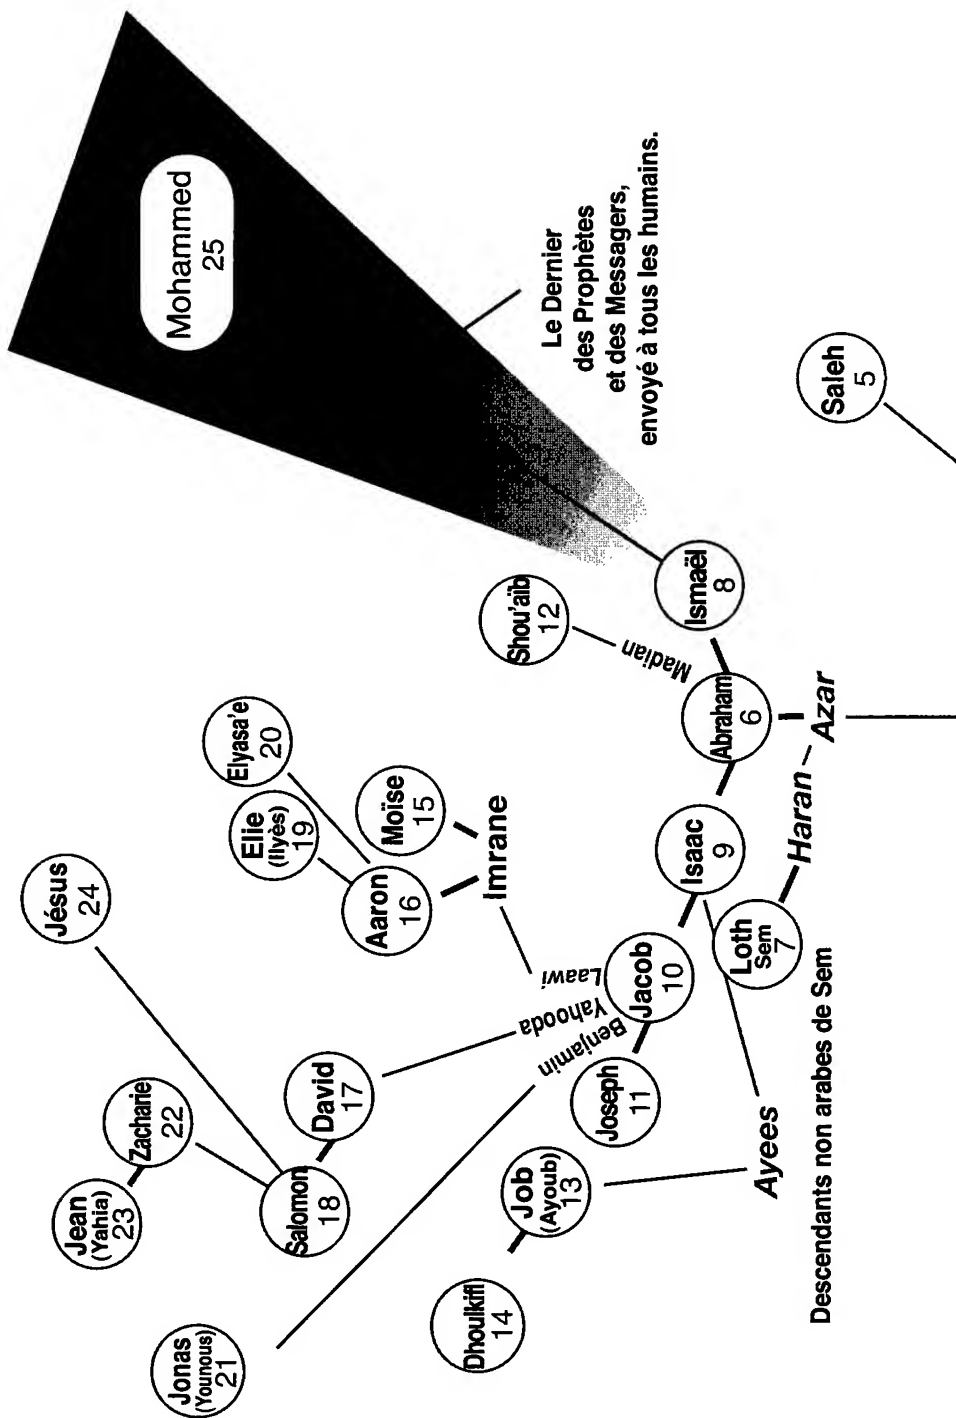 Mohammed
25
Le Dernier
des Prophètes
et des Messagers,
envoyé à tous les humains.
Saleh
5
Jésus
24
Elyasa'e
20
Elie
(Ilyès)
19
Moïse
15
Aaron
16
Imrane
Shou'aïb
12
Madian
Ismaël
8
Abraham
6
Azar
Haran
Isaac
9
Loth
Sem
7
Laawi
Yahooda
Benjamin
Jacob
10
Joseph
11
David
17
Zacharie
22
Jean
(Yahia)
23
Salomon
18
Jonas
(Younous)
21
Job
(Ayoub)
13
Dhoulkifl
14
Ayees
Descendants non arabes de Sem